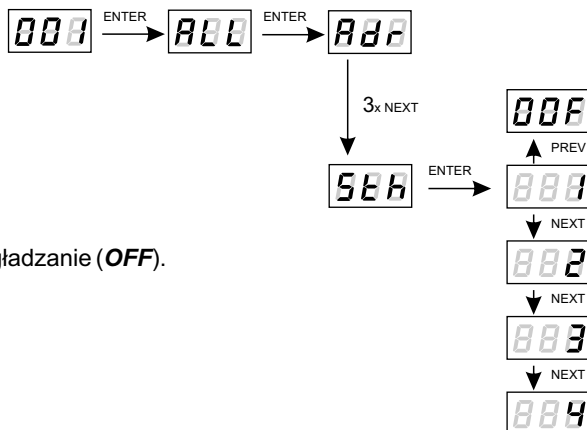 001 ENTER ALL ENTER Adr
3x NEXT
00F
PREV
Sth ENTER 1
NEXT
gładzanie (OFF).
2
NEXT
3
NEXT
4